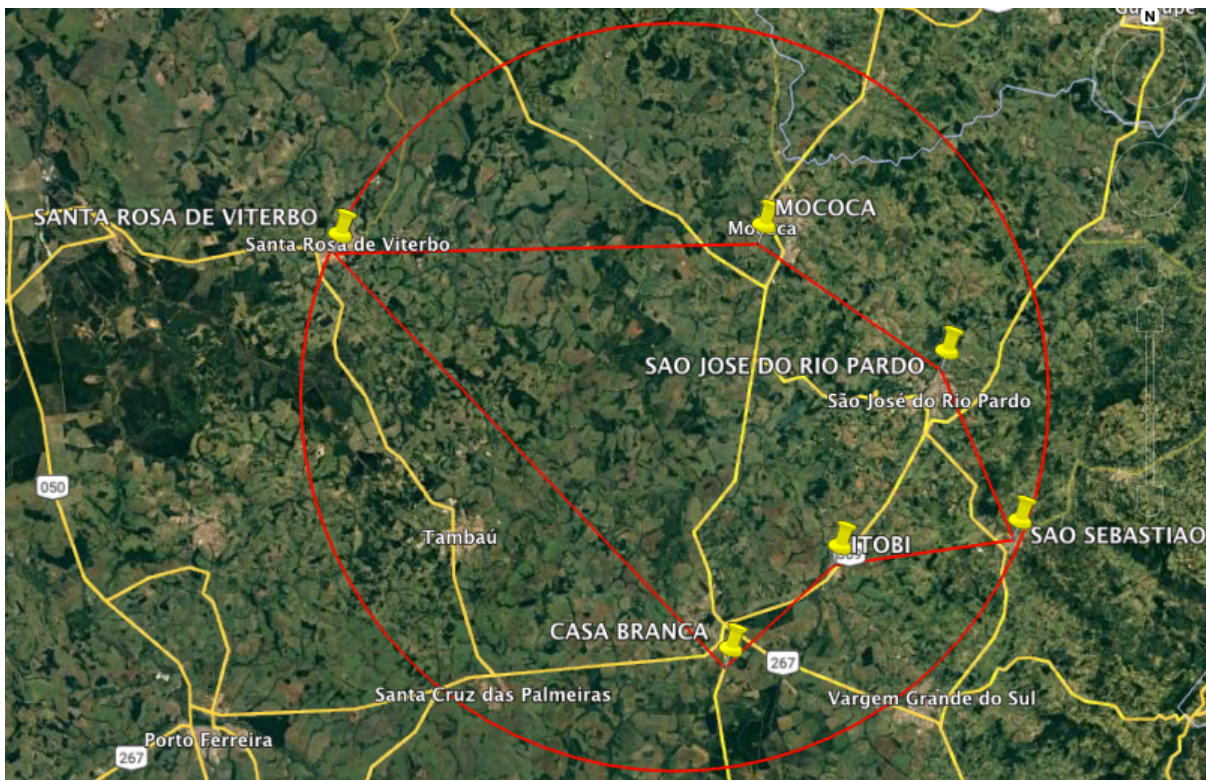 N
SANTA ROSA DE VITERBO
Santa Rosa de Viterbo
MOCOCA
SAO JOSE DO RIO PARDO
São José do Rio Pardo
050
Tambaú
ITOBI
SAO SEBASTIAO
CASA BRANCA
267
Santa Cruz das Palmeiras
Vargem Grande do Sul
Porto Ferreira
267